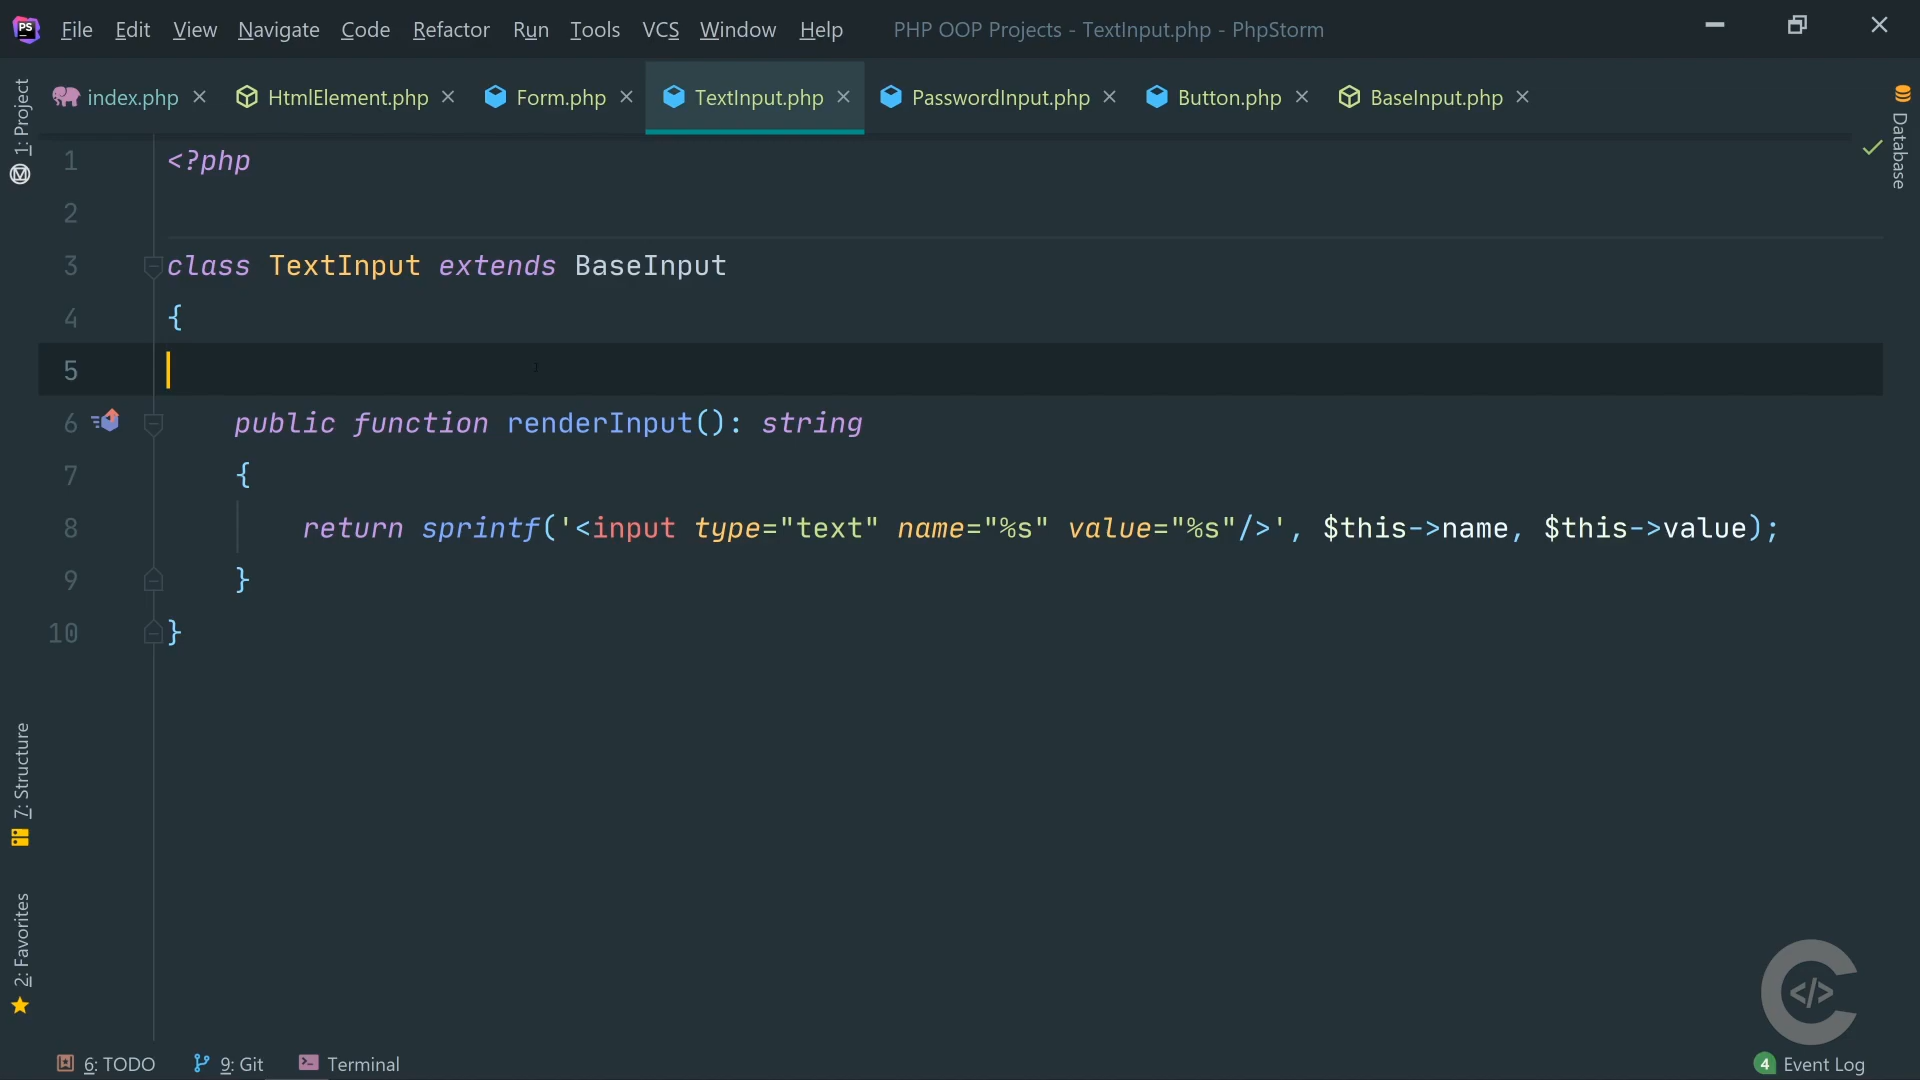 PS File Edit View Navigate Code Refactor Run Tools VCS Window Help PHP OOP Projects - TextInput.php - PhpStorm
index.php HtmlElement.php Form.php TextInput.php PasswordInput.php Button.php BaseInput.php
1: Project
Database
1 <?php
2
3 class TextInput extends BaseInput
4 {
5
6 public function renderInput(): string
7 {
8 return sprintf('<input type="text" name="%s" value="%s"/>', $this->name, $this->value);
9 }
10 }
7: Structure
2: Favorites
</>
6: TODO 9: Git Terminal 4 Event Log